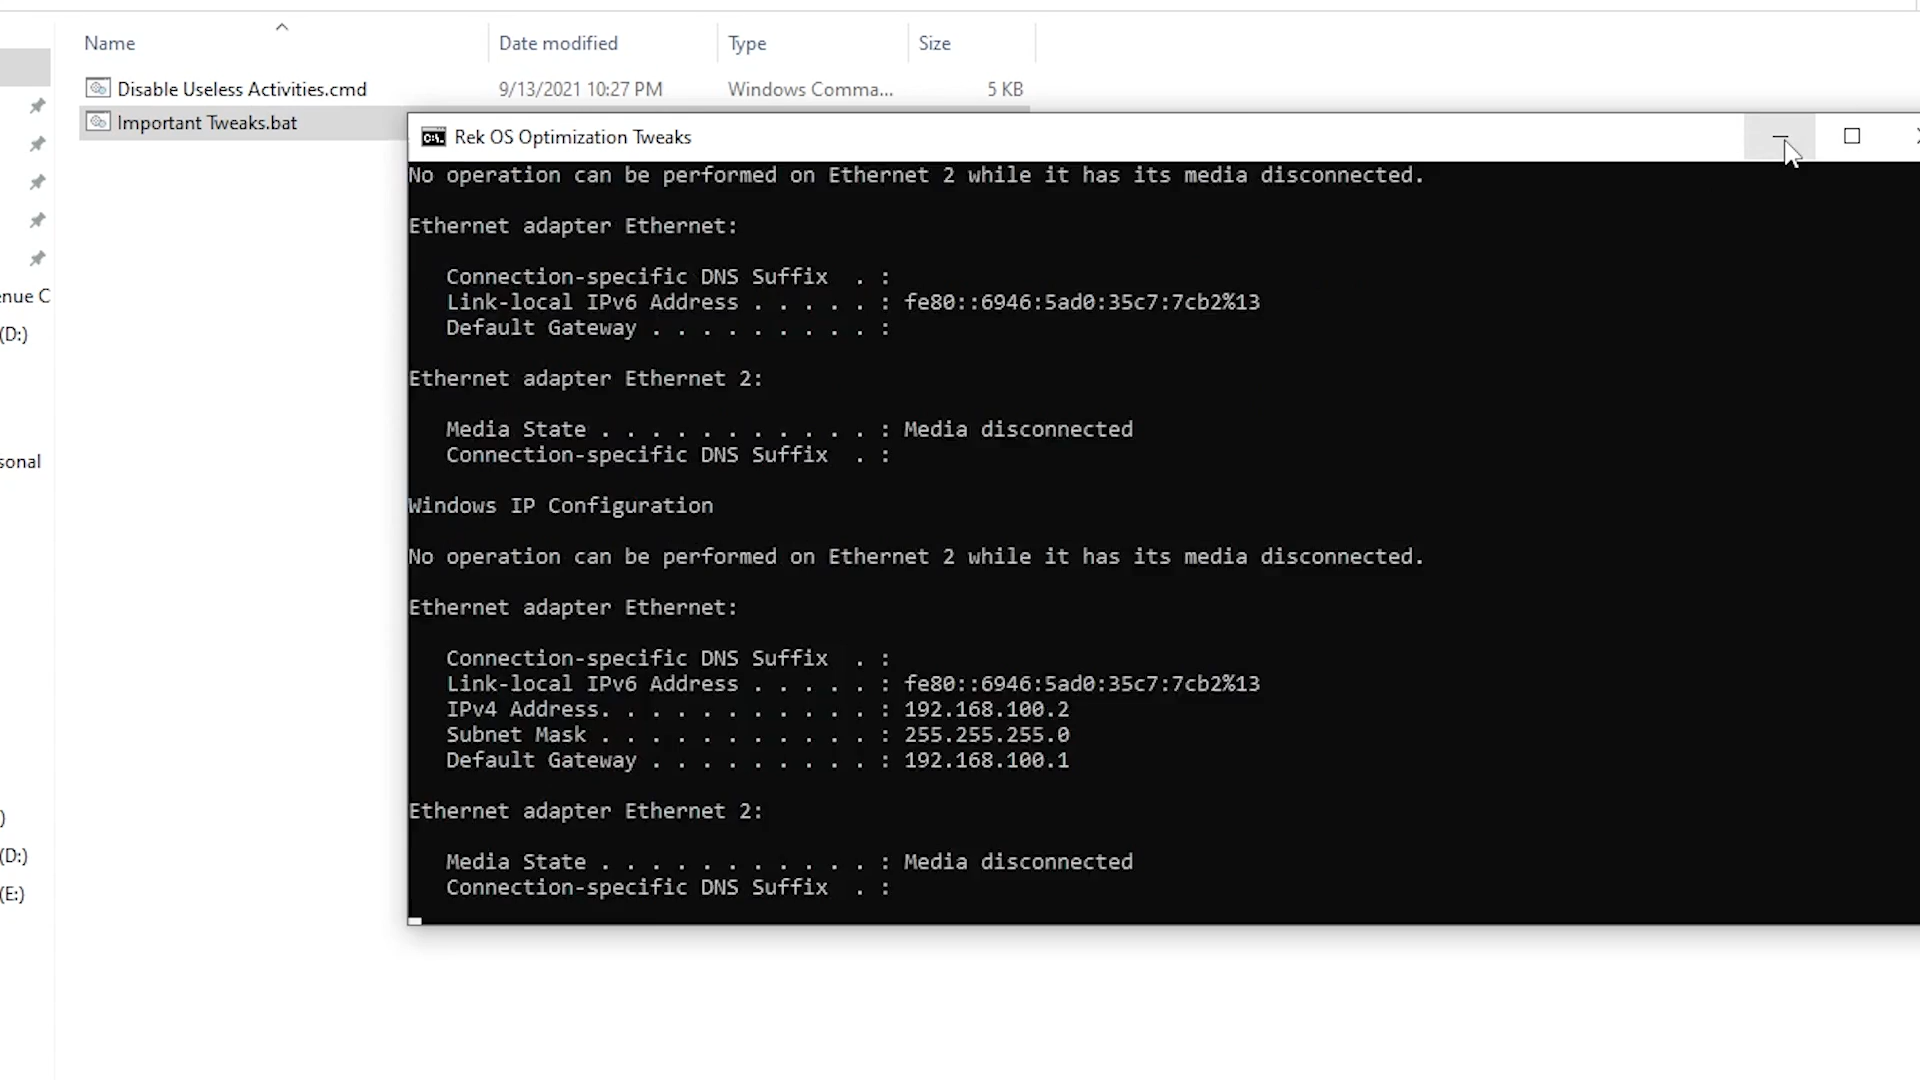 Name Date modified Type Size
Disable Useless Activities.cmd 9/13/2021 10:27 PM Windows Comma... 5 KB
Important Tweaks.bat
Rek OS Optimization Tweaks
No operation can be performed on Ethernet 2 while it has its media disconnected.
Ethernet adapter Ethernet:
Connection-specific DNS Suffix  . :
Link-local IPv6 Address . . . . . : fe80::6946:5ad0:35c7:7cb2%13
Default Gateway . . . . . . . . . :
Ethernet adapter Ethernet 2:
Media State . . . . . . . . . . . : Media disconnected
Connection-specific DNS Suffix  . :
Windows IP Configuration
No operation can be performed on Ethernet 2 while it has its media disconnected.
Ethernet adapter Ethernet:
Connection-specific DNS Suffix  . :
Link-local IPv6 Address . . . . . : fe80::6946:5ad0:35c7:7cb2%13
IPv4 Address. . . . . . . . . . . : 192.168.100.2
Subnet Mask . . . . . . . . . . . : 255.255.255.0
Default Gateway . . . . . . . . . : 192.168.100.1
Ethernet adapter Ethernet 2:
Media State . . . . . . . . . . . : Media disconnected
Connection-specific DNS Suffix  . :
enue C
(D:)
sonal
)
(D:)
(E:)